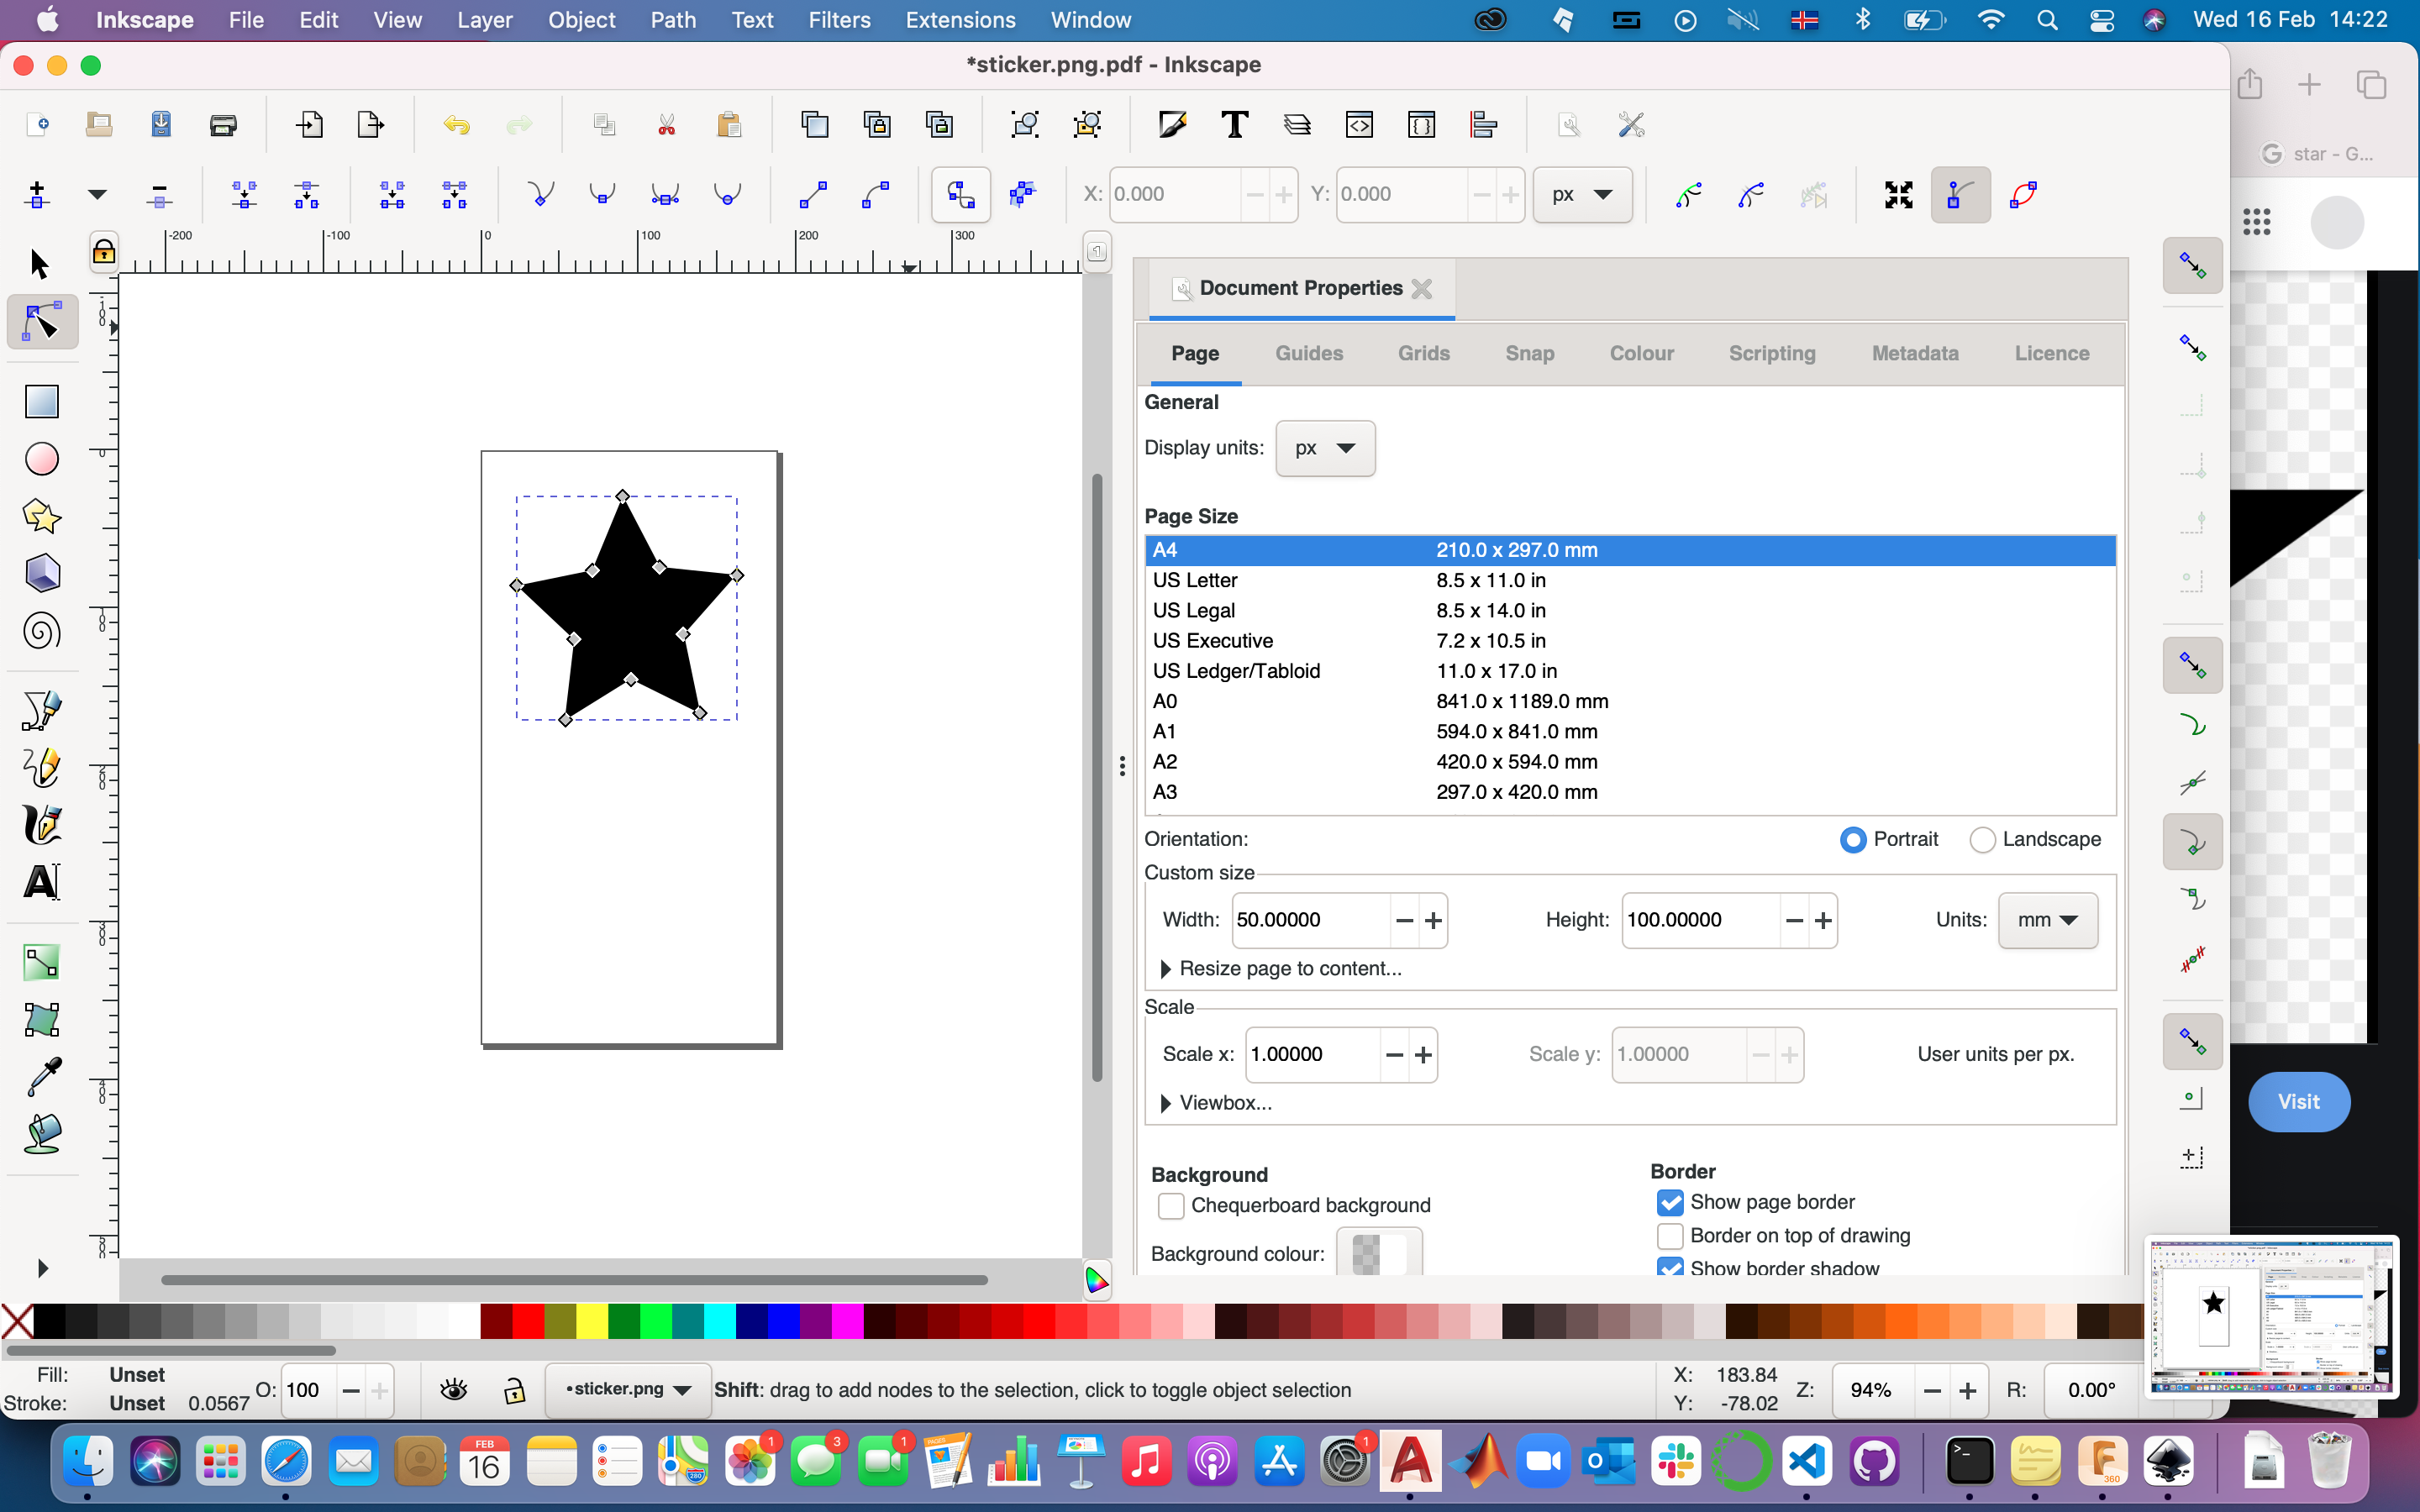 Inkscape File Edit View Layer Object Path Text Filters Extensions Window Wed 16 Feb 14:22
*sticker.png.pdf - Inkscape
star - G...
X: 0.000 Y: 0.000 px
-200 -100 0 100 200 300
Document Properties
Page Guides Grids Snap Colour Scripting Metadata Licence
General
Display units: px
Page Size
A4 210.0 x 297.0 mm
US Letter 8.5 x 11.0 in
US Legal 8.5 x 14.0 in
US Executive 7.2 x 10.5 in
US Ledger/Tabloid 11.0 x 17.0 in
A0 841.0 x 1189.0 mm
A1 594.0 x 841.0 mm
A2 420.0 x 594.0 mm
A3 297.0 x 420.0 mm
Orientation: Portrait Landscape
Custom size
Width: 50.00000 Height: 100.00000 Units: mm
Resize page to content...
Scale
Scale x: 1.00000 Scale y: 1.00000 User units per px.
Viewbox...
Visit
Background Border
Chequerboard background Show page border
Border on top of drawing
Background colour: Show border shadow
Fill: Unset
Stroke: Unset 0.0567 O: 100
•sticker.png
Shift: drag to add nodes to the selection, click to toggle object selection
X: 183.84
Y: -78.02
Z: 94% R: 0.00°
FEB
16
1
3
1
PAGES
280
1
360